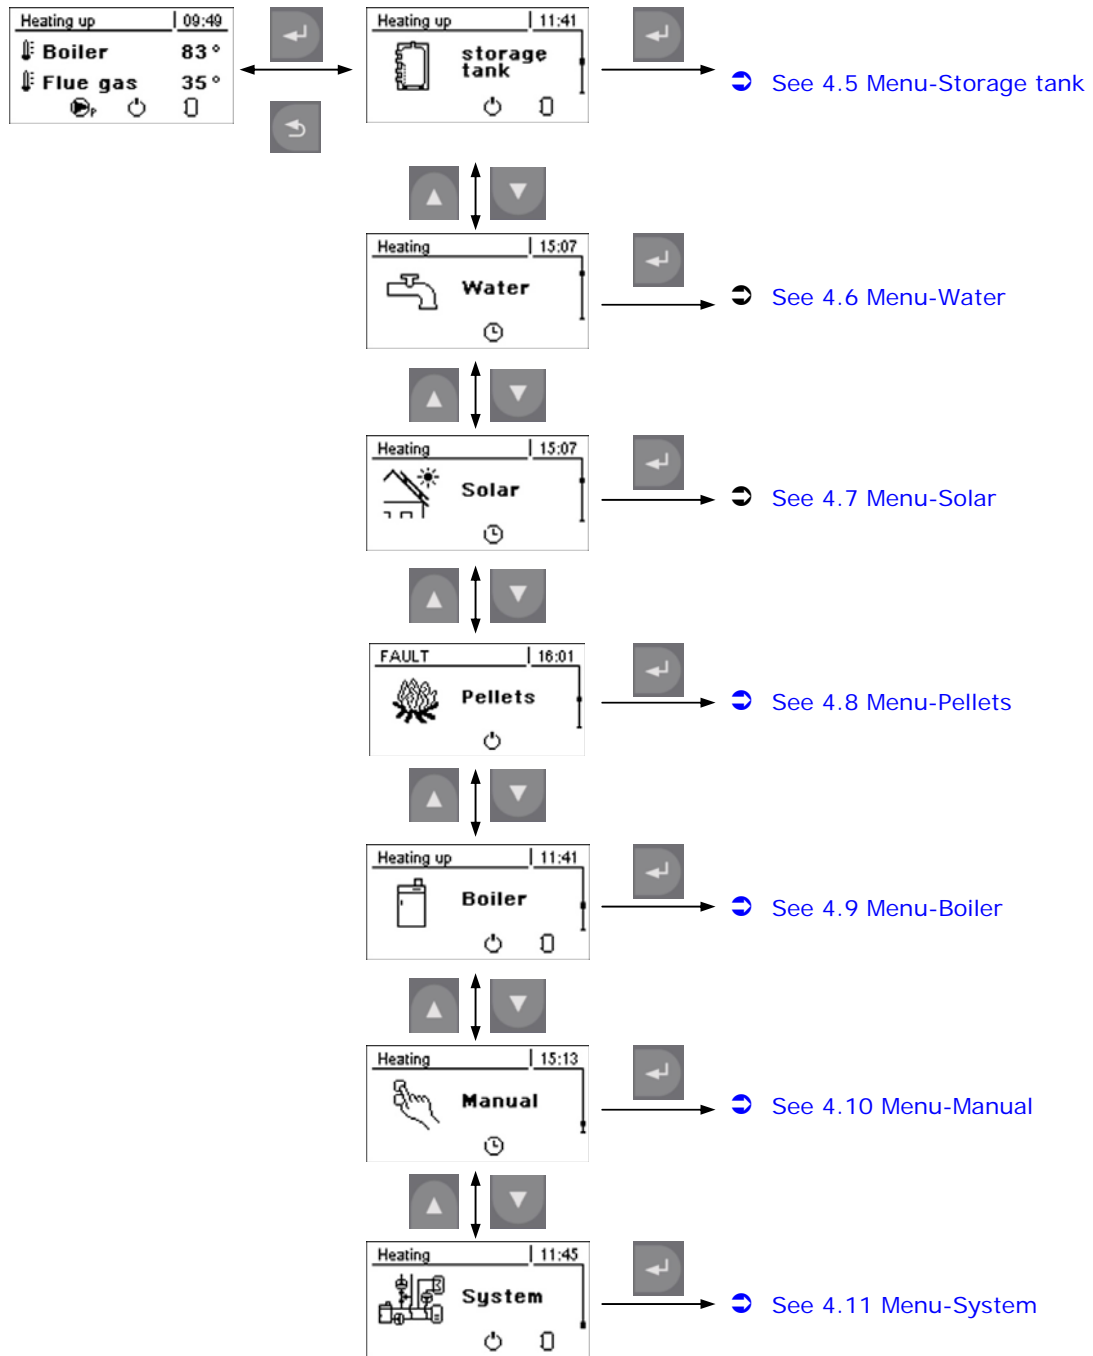 Heating up 09:49
Boiler 83°
Flue gas 35°
P
Heating up 11:41
storage
tank
See 4.5 Menu-Storage tank
Heating 15:07
Water
See 4.6 Menu-Water
Heating 15:07
Solar
See 4.7 Menu-Solar
FAULT 16:01
Pellets
See 4.8 Menu-Pellets
Heating up 11:41
Boiler
See 4.9 Menu-Boiler
Heating 15:13
Manual
See 4.10 Menu-Manual
Heating 11:45
System
See 4.11 Menu-System